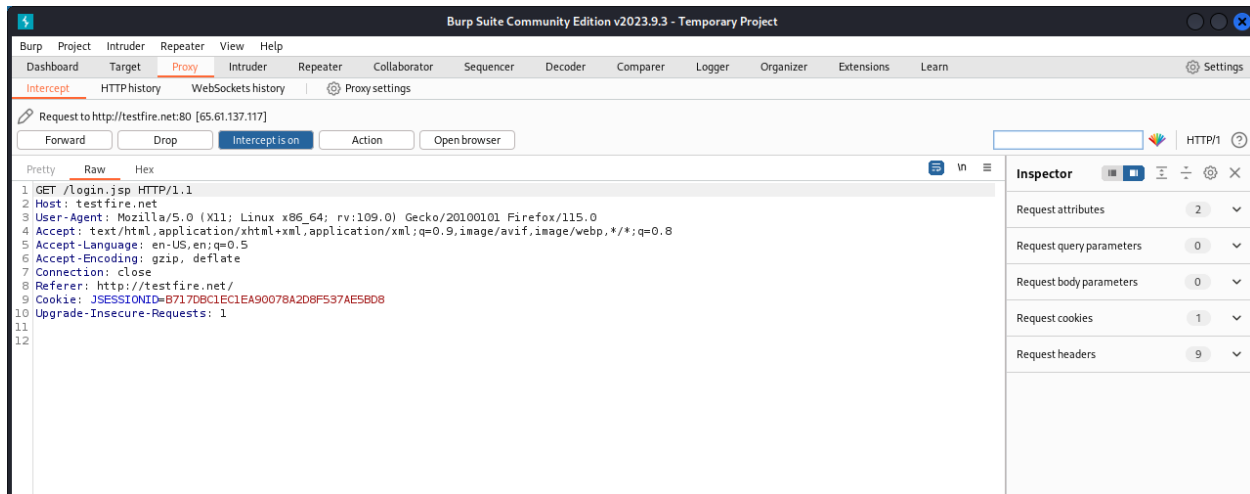 Burp Suite Community Edition v2023.9.3 - Temporary Project
Burp Project Intruder Repeater View Help
Dashboard Target Proxy Intruder Repeater Collaborator Sequencer Decoder Comparer Logger Organizer Extensions Learn Settings
Intercept HTTP history WebSockets history Proxy settings
Request to http://testfire.net:80 [65.61.137.117]
Forward Drop Intercept is on Action Open browser HTTP/1 ?
Pretty Raw Hex \n Inspector
1 GET /login.jsp HTTP/1.1
2 Host: testfire.net
3 User-Agent: Mozilla/5.0 (X11; Linux x86_64; rv:109.0) Gecko/20100101 Firefox/115.0
4 Accept: text/html,application/xhtml+xml,application/xml;q=0.9,image/avif,image/webp,*/*;q=0.8
5 Accept-Language: en-US,en;q=0.5
6 Accept-Encoding: gzip, deflate
7 Connection: close
8 Referer: http://testfire.net/
9 Cookie: JSESSIONID=B717DBC1EC1EA90078A2D8F537AE5BD8
10 Upgrade-Insecure-Requests: 1
11
12
Request attributes 2
Request query parameters 0
Request body parameters 0
Request cookies 1
Request headers 9